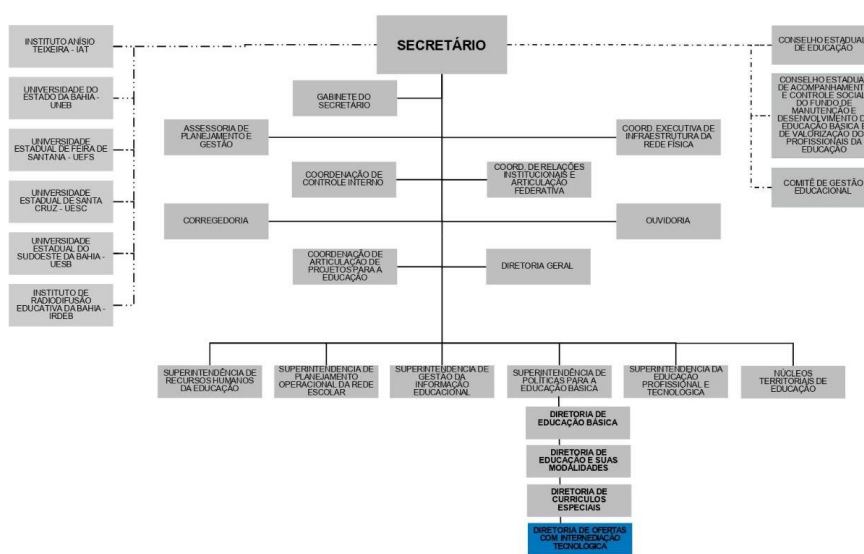 INSTITUTO ANÍSIO
TEIXEIRA - IAT
UNIVERSIDADE DO
ESTADO DA BAHIA -
UNEB
UNIVERSIDADE
ESTADUAL DE FEIRA DE
SANTANA - UEFS
UNIVERSIDADE
ESTADUAL DE SANTA
CRUZ - UESC
UNIVERSIDADE
ESTADUAL DO
SUDOESTE DA BAHIA -
UESB
INSTITUTO DE
RADIODIFUSÃO
EDUCATIVA DA BAHIA -
IRDEB
SECRETÁRIO
GABINETE DO
SECRETÁRIO
ASSESSORIA DE
PLANEJAMENTO E
GESTÃO
COORD. EXECUTIVA DE
INFRAESTRUTURA DA
REDE FÍSICA
COORDENAÇÃO DE
CONTROLE INTERNO
COORD. DE RELAÇÕES
INSTITUCIONAIS E
ARTICULAÇÃO
FEDERATIVA
CORREGEDORIA
OUVIDORIA
COORDENAÇÃO DE
ARTICULAÇÃO DE
PROJETOS PARA A
EDUCAÇÃO
DIRETORIA GERAL
CONSELHO ESTADUAL
DE EDUCAÇÃO
CONSELHO ESTADUAL
DE ACOMPANHAMENTO
E CONTROLE SOCIAL
DO FUNDO DE
MANUTENÇÃO E
DESENVOLVIMENTO DA
EDUCAÇÃO BÁSICA E
DE VALORIZAÇÃO DOS
PROFISSIONAIS DA
EDUCAÇÃO
COMITÊ DE GESTÃO
EDUCACIONAL
SUPERINTENDÊNCIA DE
RECURSOS HUMANOS
DA EDUCAÇÃO
SUPERINTENDENCIA DE
PLANEJAMENTO
OPERACIONAL DA REDE
ESCOLAR
SUPERINTENDENCIA DE
GESTÃO DA
INFORMAÇÃO
EDUCACIONAL
SUPERINTENDÊNCIA DE
POLÍTICAS PARA A
EDUCAÇÃO BÁSICA
SUPERINTENDENCIA DA
EDUCAÇÃO
PROFISSIONAL E
TECNOLÓGICA
NÚCLEOS
TERRITORIAIS DE
EDUCAÇÃO
DIRETORIA DE
EDUCAÇÃO BÁSICA
DIRETORIA DE
EDUCAÇÃO E SUAS
MODALIDADES
DIRETORIA DE
CURRICULOS
ESPECIAIS
DIRETORIA DE OFERTAS
COM INTERMEDIAÇÃO
TECNOLÓGICA